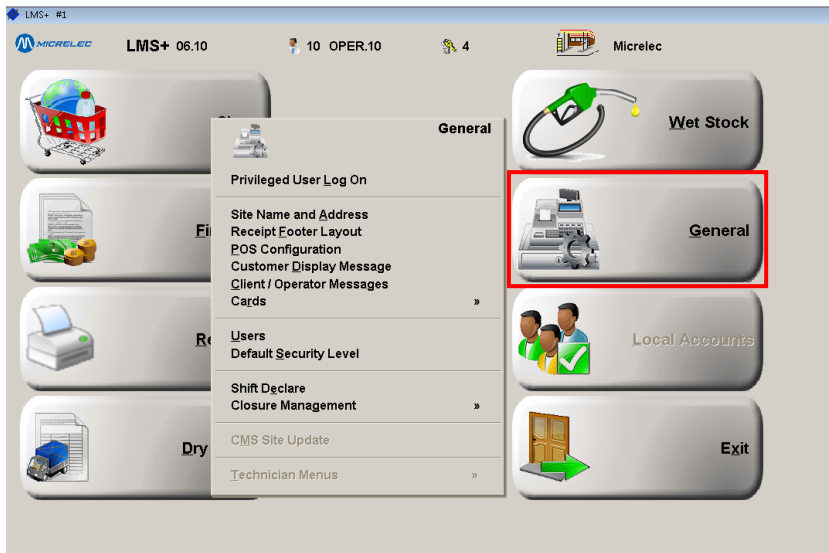 LMS+ #1
MICRELEC
LMS+ 06.10
10 OPER.10
4
Micrelec
Wet Stock
General
Local Accounts
Exit
Dry
General
Privileged User Log On
Site Name and Address
Receipt Footer Layout
POS Configuration
Customer Display Message
Client / Operator Messages
Cards »
Users
Default Security Level
Shift Declare
Closure Management »
CMS Site Update
Technician Menus »